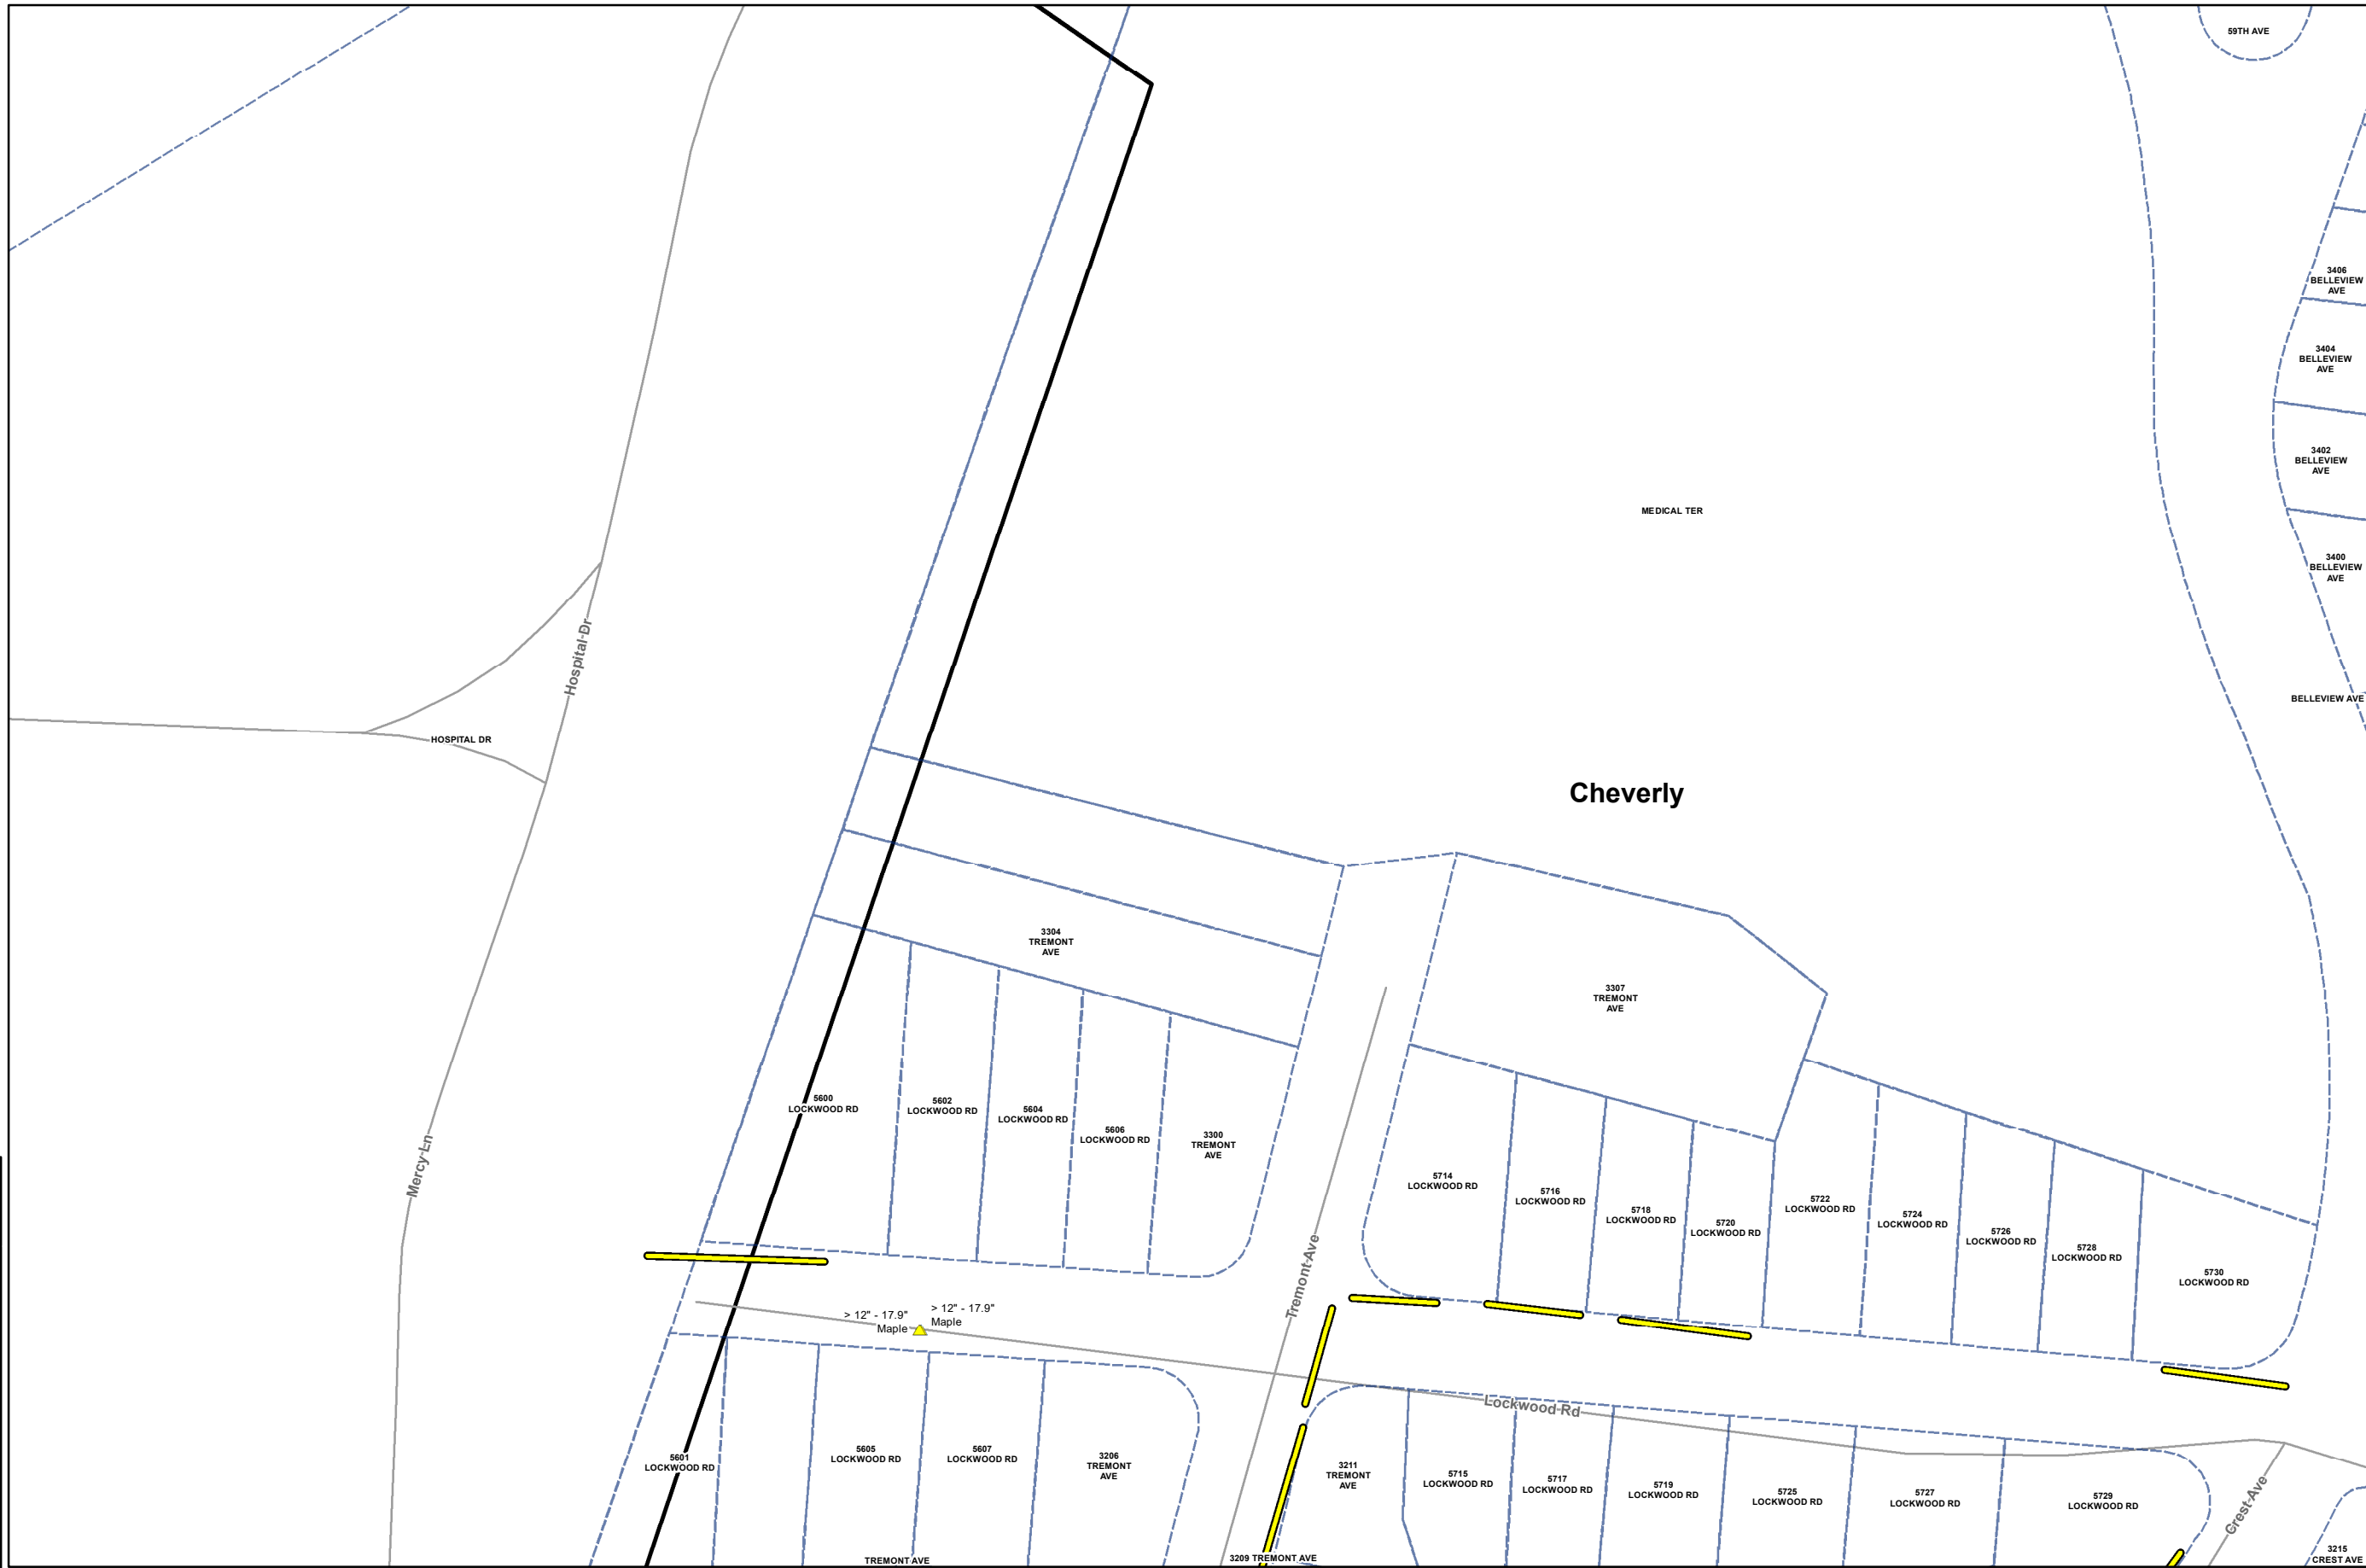 59TH AVE
3406
BELLEVIEW
AVE
3404
BELLEVIEW
AVE
3402
BELLEVIEW
AVE
MEDICAL TER
3400
BELLEVIEW
AVE
Hospital Dr
BELLEVIEW AVE
HOSPITAL DR
Cheverly
3304
TREMONT
AVE
3307
TREMONT
AVE
5600
LOCKWOOD RD
5602
LOCKWOOD RD
5604
LOCKWOOD RD
5606
LOCKWOOD RD
3300
TREMONT
AVE
Mercy Ln
5714
LOCKWOOD RD
5716
LOCKWOOD RD
5718
LOCKWOOD RD
5720
LOCKWOOD RD
5722
LOCKWOOD RD
5724
LOCKWOOD RD
5726
LOCKWOOD RD
5728
LOCKWOOD RD
5730
LOCKWOOD RD
Tremont Ave
> 12" - 17.9"
Maple
> 12" - 17.9"
Maple
Lockwood Rd
5601
LOCKWOOD RD
5605
LOCKWOOD RD
5607
LOCKWOOD RD
3206
TREMONT
AVE
3211
TREMONT
AVE
5715
LOCKWOOD RD
5717
LOCKWOOD RD
5719
LOCKWOOD RD
5725
LOCKWOOD RD
5727
LOCKWOOD RD
5729
LOCKWOOD RD
Crest Ave
TREMONT AVE
3209 TREMONT AVE
3215
CREST AVE